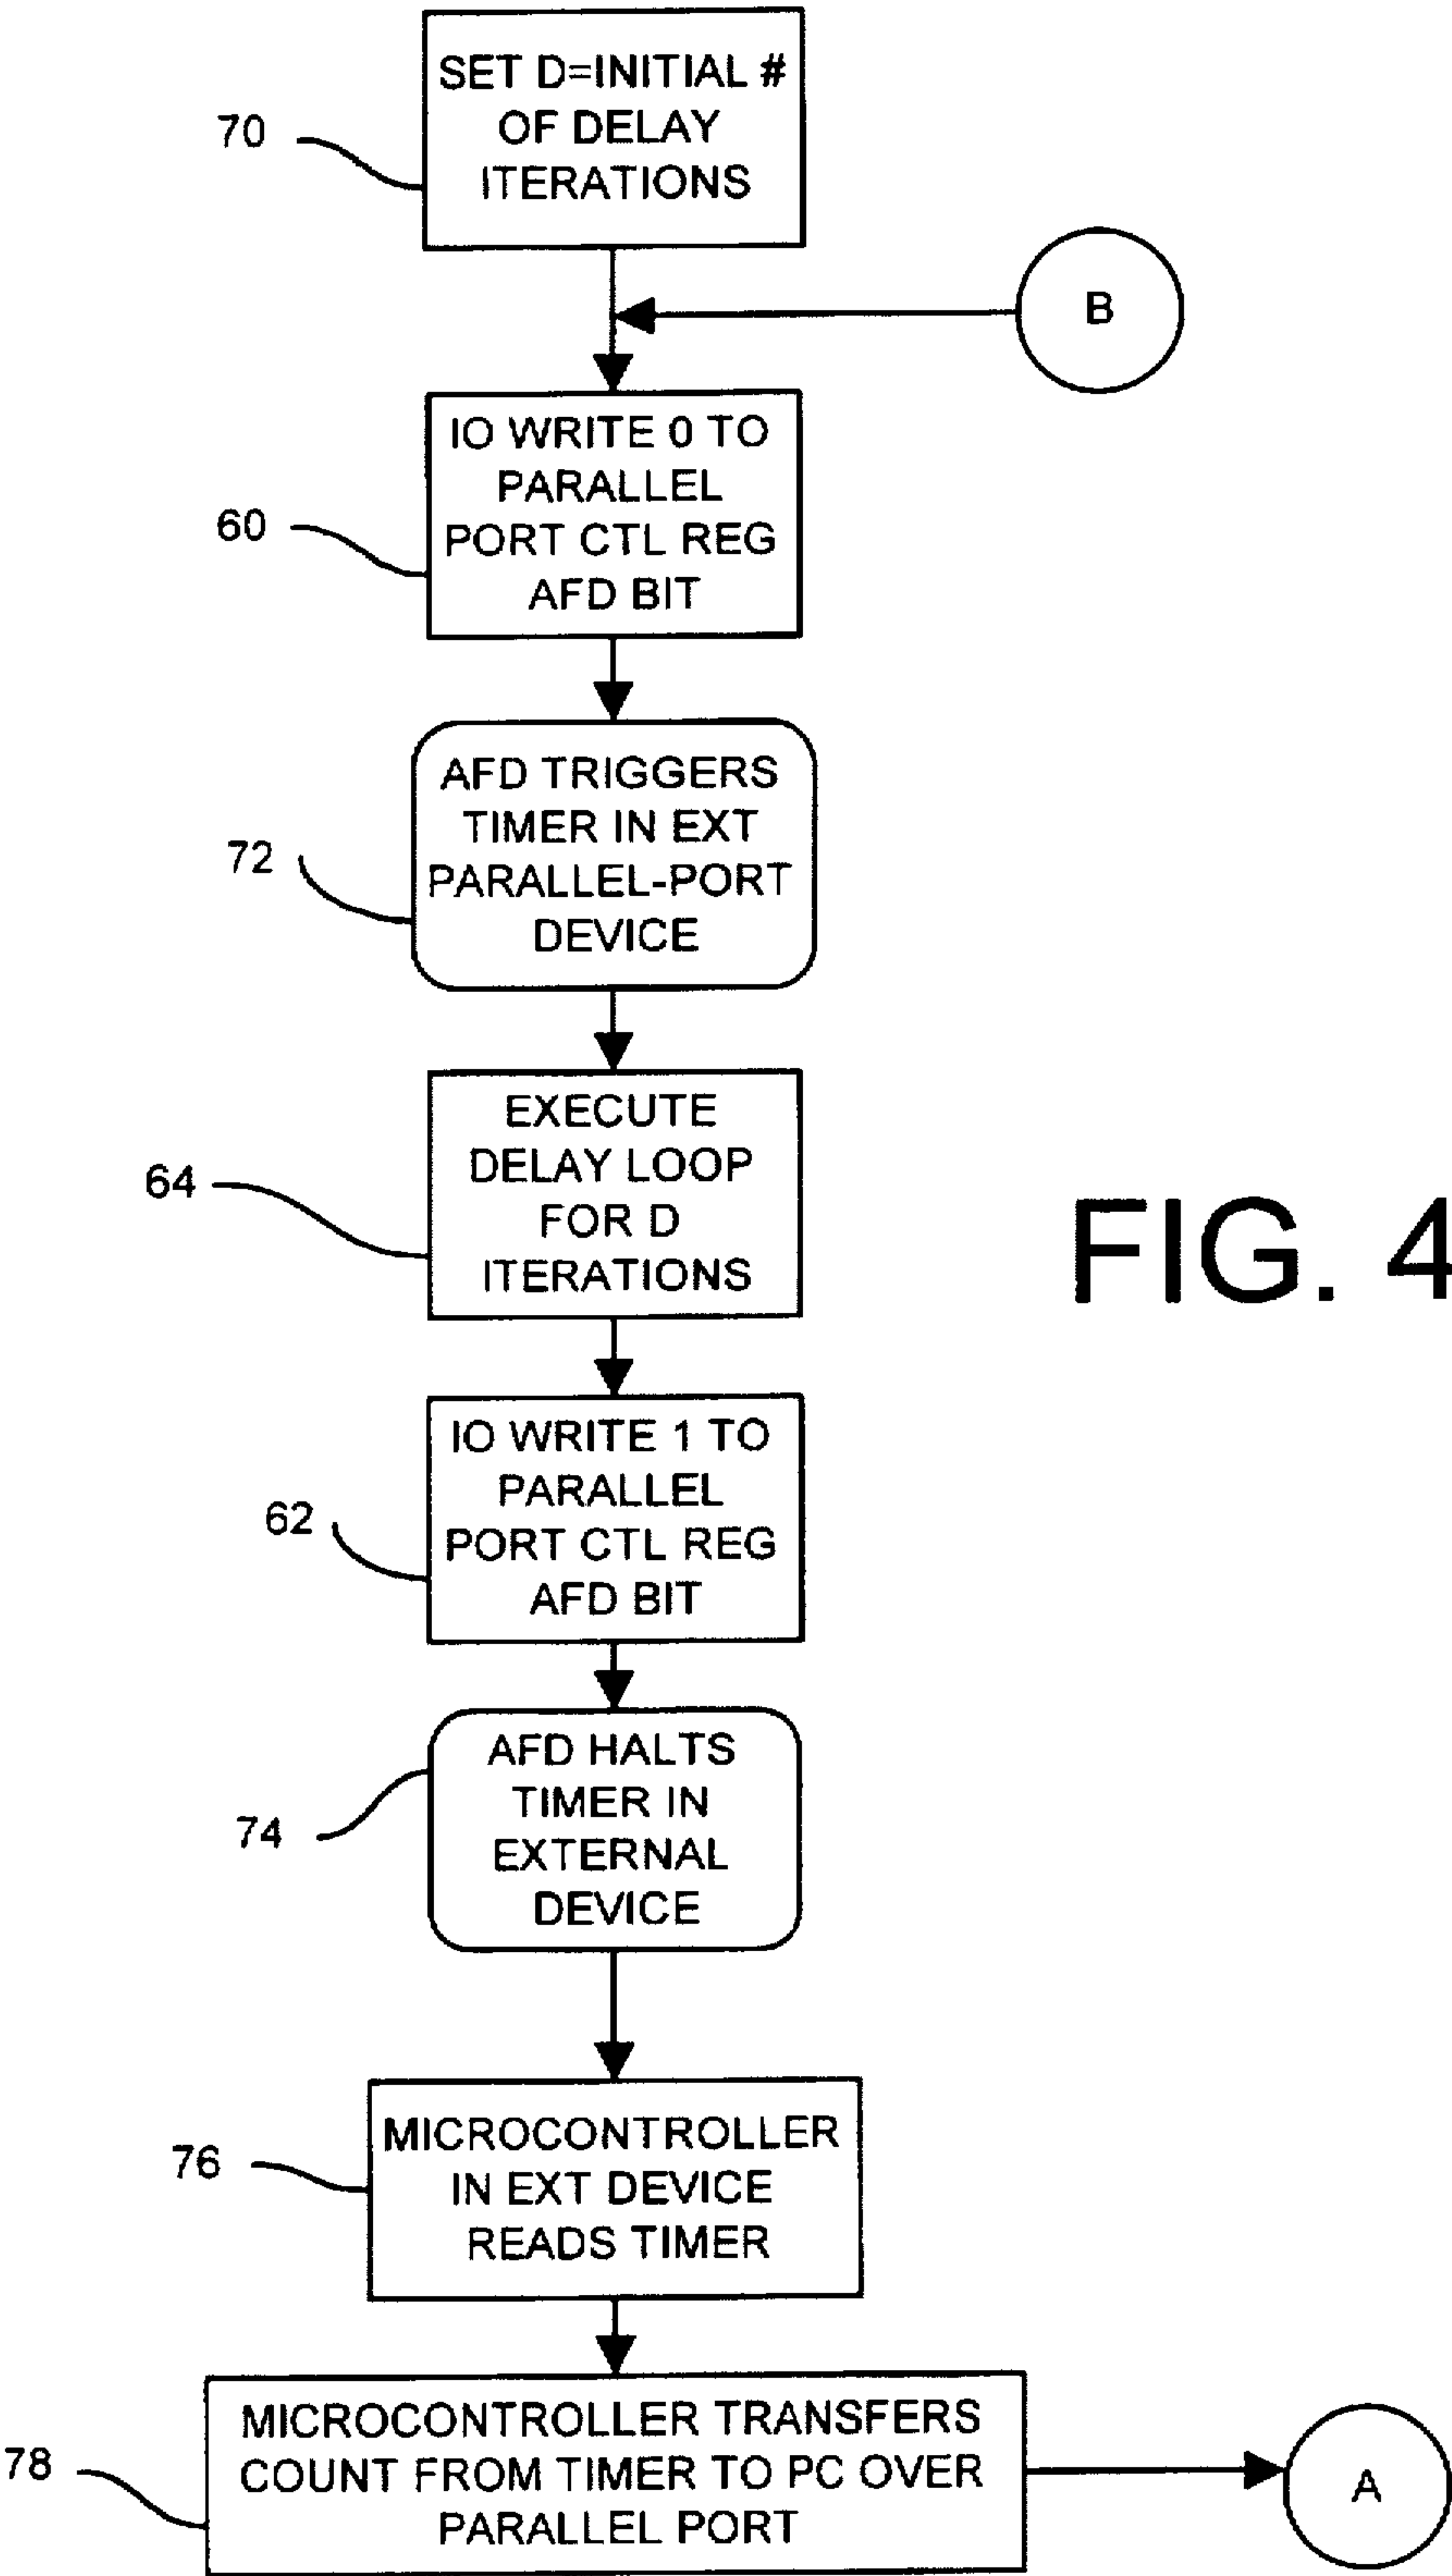 SET D=INITIAL #
OF DELAY
ITERATIONS
70
B
IO WRITE 0 TO
PARALLEL
PORT CTL REG
AFD BIT
60
AFD TRIGGERS
TIMER IN EXT
PARALLEL-PORT
DEVICE
72
EXECUTE
DELAY LOOP
FOR D
ITERATIONS
64
FIG. 4
IO WRITE 1 TO
PARALLEL
PORT CTL REG
AFD BIT
62
AFD HALTS
TIMER IN
EXTERNAL
DEVICE
74
MICROCONTROLLER
IN EXT DEVICE
READS TIMER
76
MICROCONTROLLER TRANSFERS
COUNT FROM TIMER TO PC OVER
PARALLEL PORT
78
A